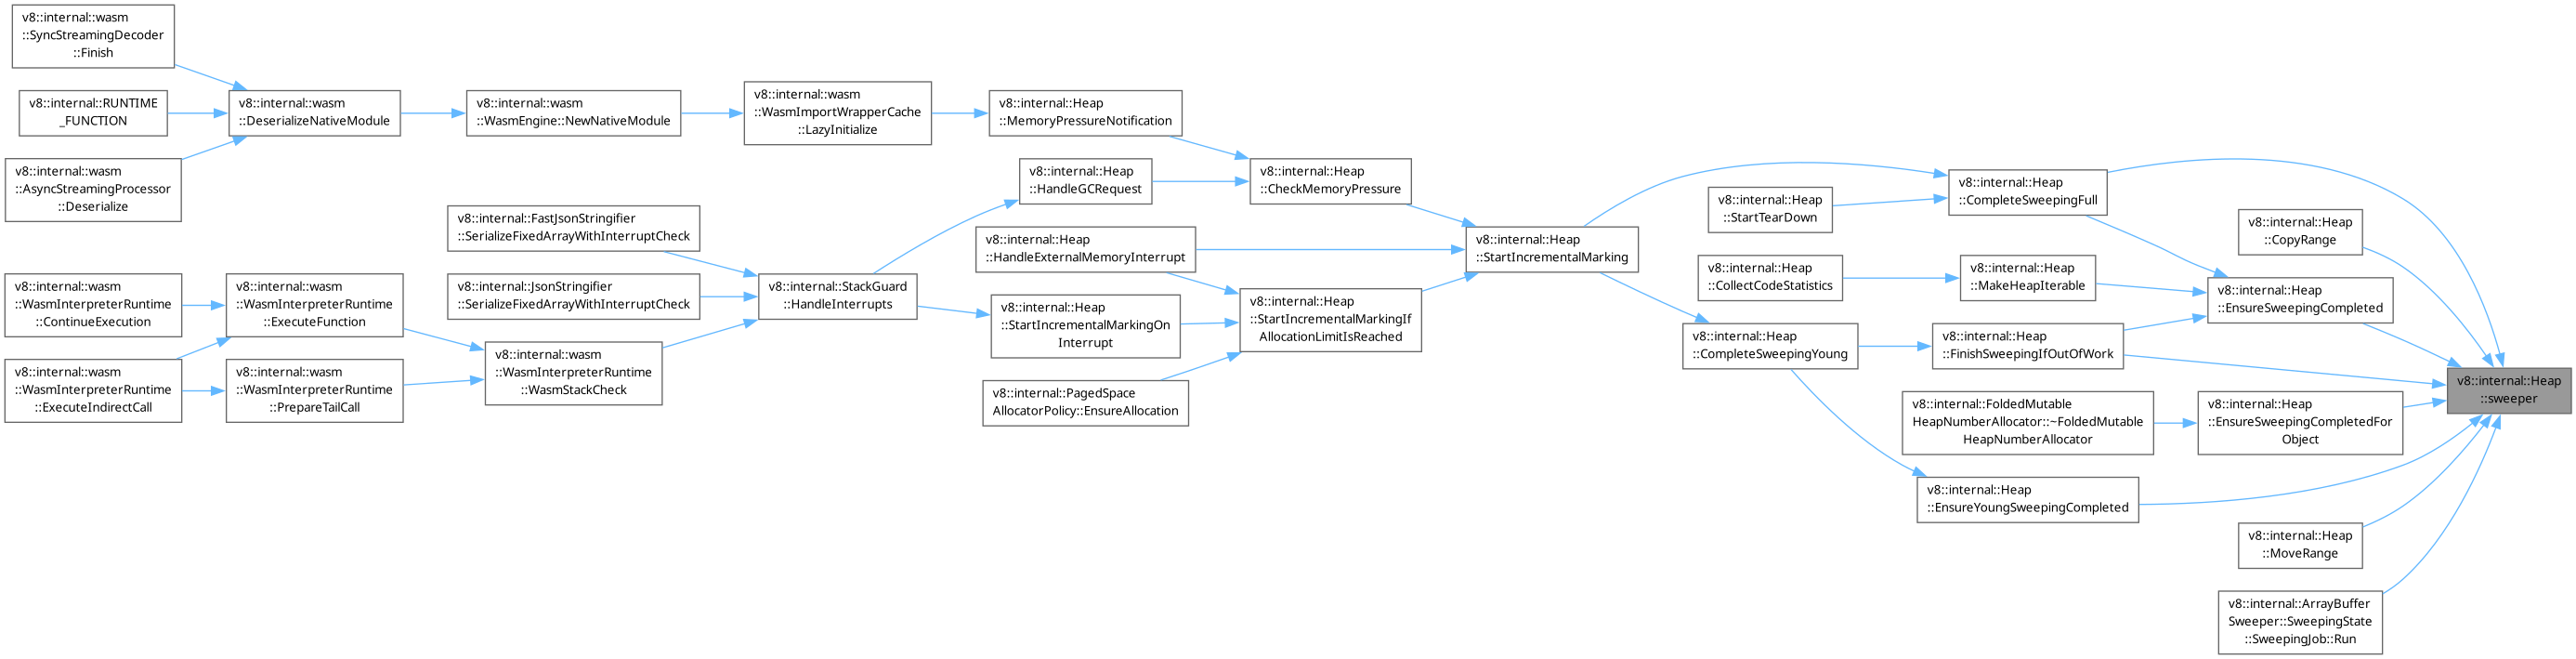 v8::internal::wasm
::SyncStreamingDecoder
::Finish
v8::internal::RUNTIME
_FUNCTION
v8::internal::wasm
::AsyncStreamingProcessor
::Deserialize
v8::internal::wasm
::DeserializeNativeModule
v8::internal::wasm
::WasmEngine::NewNativeModule
v8::internal::wasm
::WasmImportWrapperCache
::LazyInitialize
v8::internal::Heap
::MemoryPressureNotification
v8::internal::Heap
::HandleGCRequest
v8::internal::Heap
::CheckMemoryPressure
v8::internal::FastJsonStringifier
::SerializeFixedArrayWithInterruptCheck
v8::internal::JsonStringifier
::SerializeFixedArrayWithInterruptCheck
v8::internal::wasm
::WasmInterpreterRuntime
::ContinueExecution
v8::internal::wasm
::WasmInterpreterRuntime
::ExecuteIndirectCall
v8::internal::wasm
::WasmInterpreterRuntime
::ExecuteFunction
v8::internal::wasm
::WasmInterpreterRuntime
::PrepareTailCall
v8::internal::wasm
::WasmInterpreterRuntime
::WasmStackCheck
v8::internal::StackGuard
::HandleInterrupts
v8::internal::Heap
::HandleExternalMemoryInterrupt
v8::internal::Heap
::StartIncrementalMarkingOn
Interrupt
v8::internal::PagedSpace
AllocatorPolicy::EnsureAllocation
v8::internal::Heap
::StartIncrementalMarkingIf
AllocationLimitIsReached
v8::internal::Heap
::StartIncrementalMarking
v8::internal::Heap
::StartTearDown
v8::internal::Heap
::CollectCodeStatistics
v8::internal::Heap
::CompleteSweepingYoung
v8::internal::Heap
::CompleteSweepingFull
v8::internal::Heap
::MakeHeapIterable
v8::internal::Heap
::FinishSweepingIfOutOfWork
v8::internal::FoldedMutable
HeapNumberAllocator::~FoldedMutable
HeapNumberAllocator
v8::internal::Heap
::EnsureYoungSweepingCompleted
v8::internal::Heap
::CopyRange
v8::internal::Heap
::EnsureSweepingCompleted
v8::internal::Heap
::EnsureSweepingCompletedFor
Object
v8::internal::Heap
::MoveRange
v8::internal::ArrayBuffer
Sweeper::SweepingState
::SweepingJob::Run
v8::internal::Heap
::sweeper